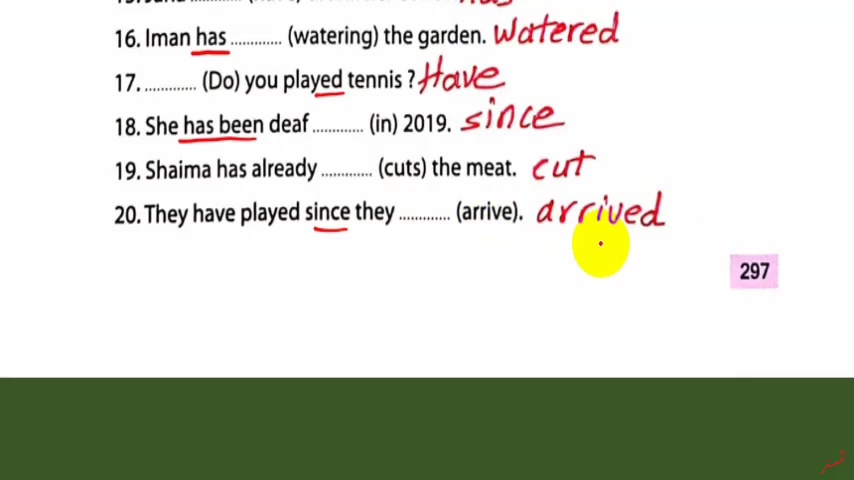 16. Iman has ............ (watering) the garden. Watered
17. ............ (Do) you played tennis ? Have
18. She has been deaf ............ (in) 2019. since
19. Shaima has already ............ (cuts) the meat. cut
20. They have played since they ............ (arrive). arrived
297